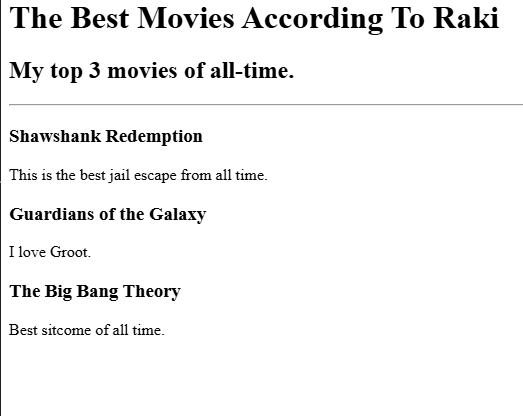 The Best Movies According To Raki
My top 3 movies of all-time.
Shawshank Redemption
This is the best jail escape from all time.
Guardians of the Galaxy
I love Groot.
The Big Bang Theory
Best sitcome of all time.